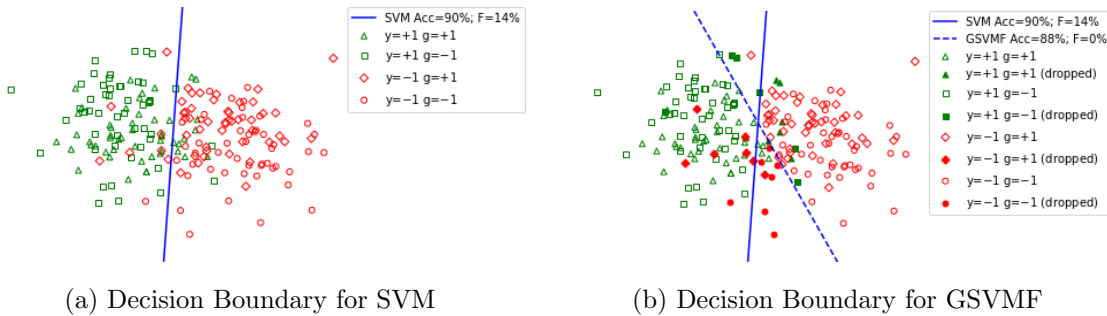 SVM Acc=90%; F=14%
y=+1 g=+1
y=+1 g=−1
y=−1 g=+1
y=−1 g=−1
SVM Acc=90%; F=14%
GSVMF Acc=88%; F=0%
y=+1 g=+1
y=+1 g=+1 (dropped)
y=+1 g=−1
y=+1 g=−1 (dropped)
y=−1 g=+1
y=−1 g=+1 (dropped)
y=−1 g=−1
y=−1 g=−1 (dropped)
(a) Decision Boundary for SVM
(b) Decision Boundary for GSVMF